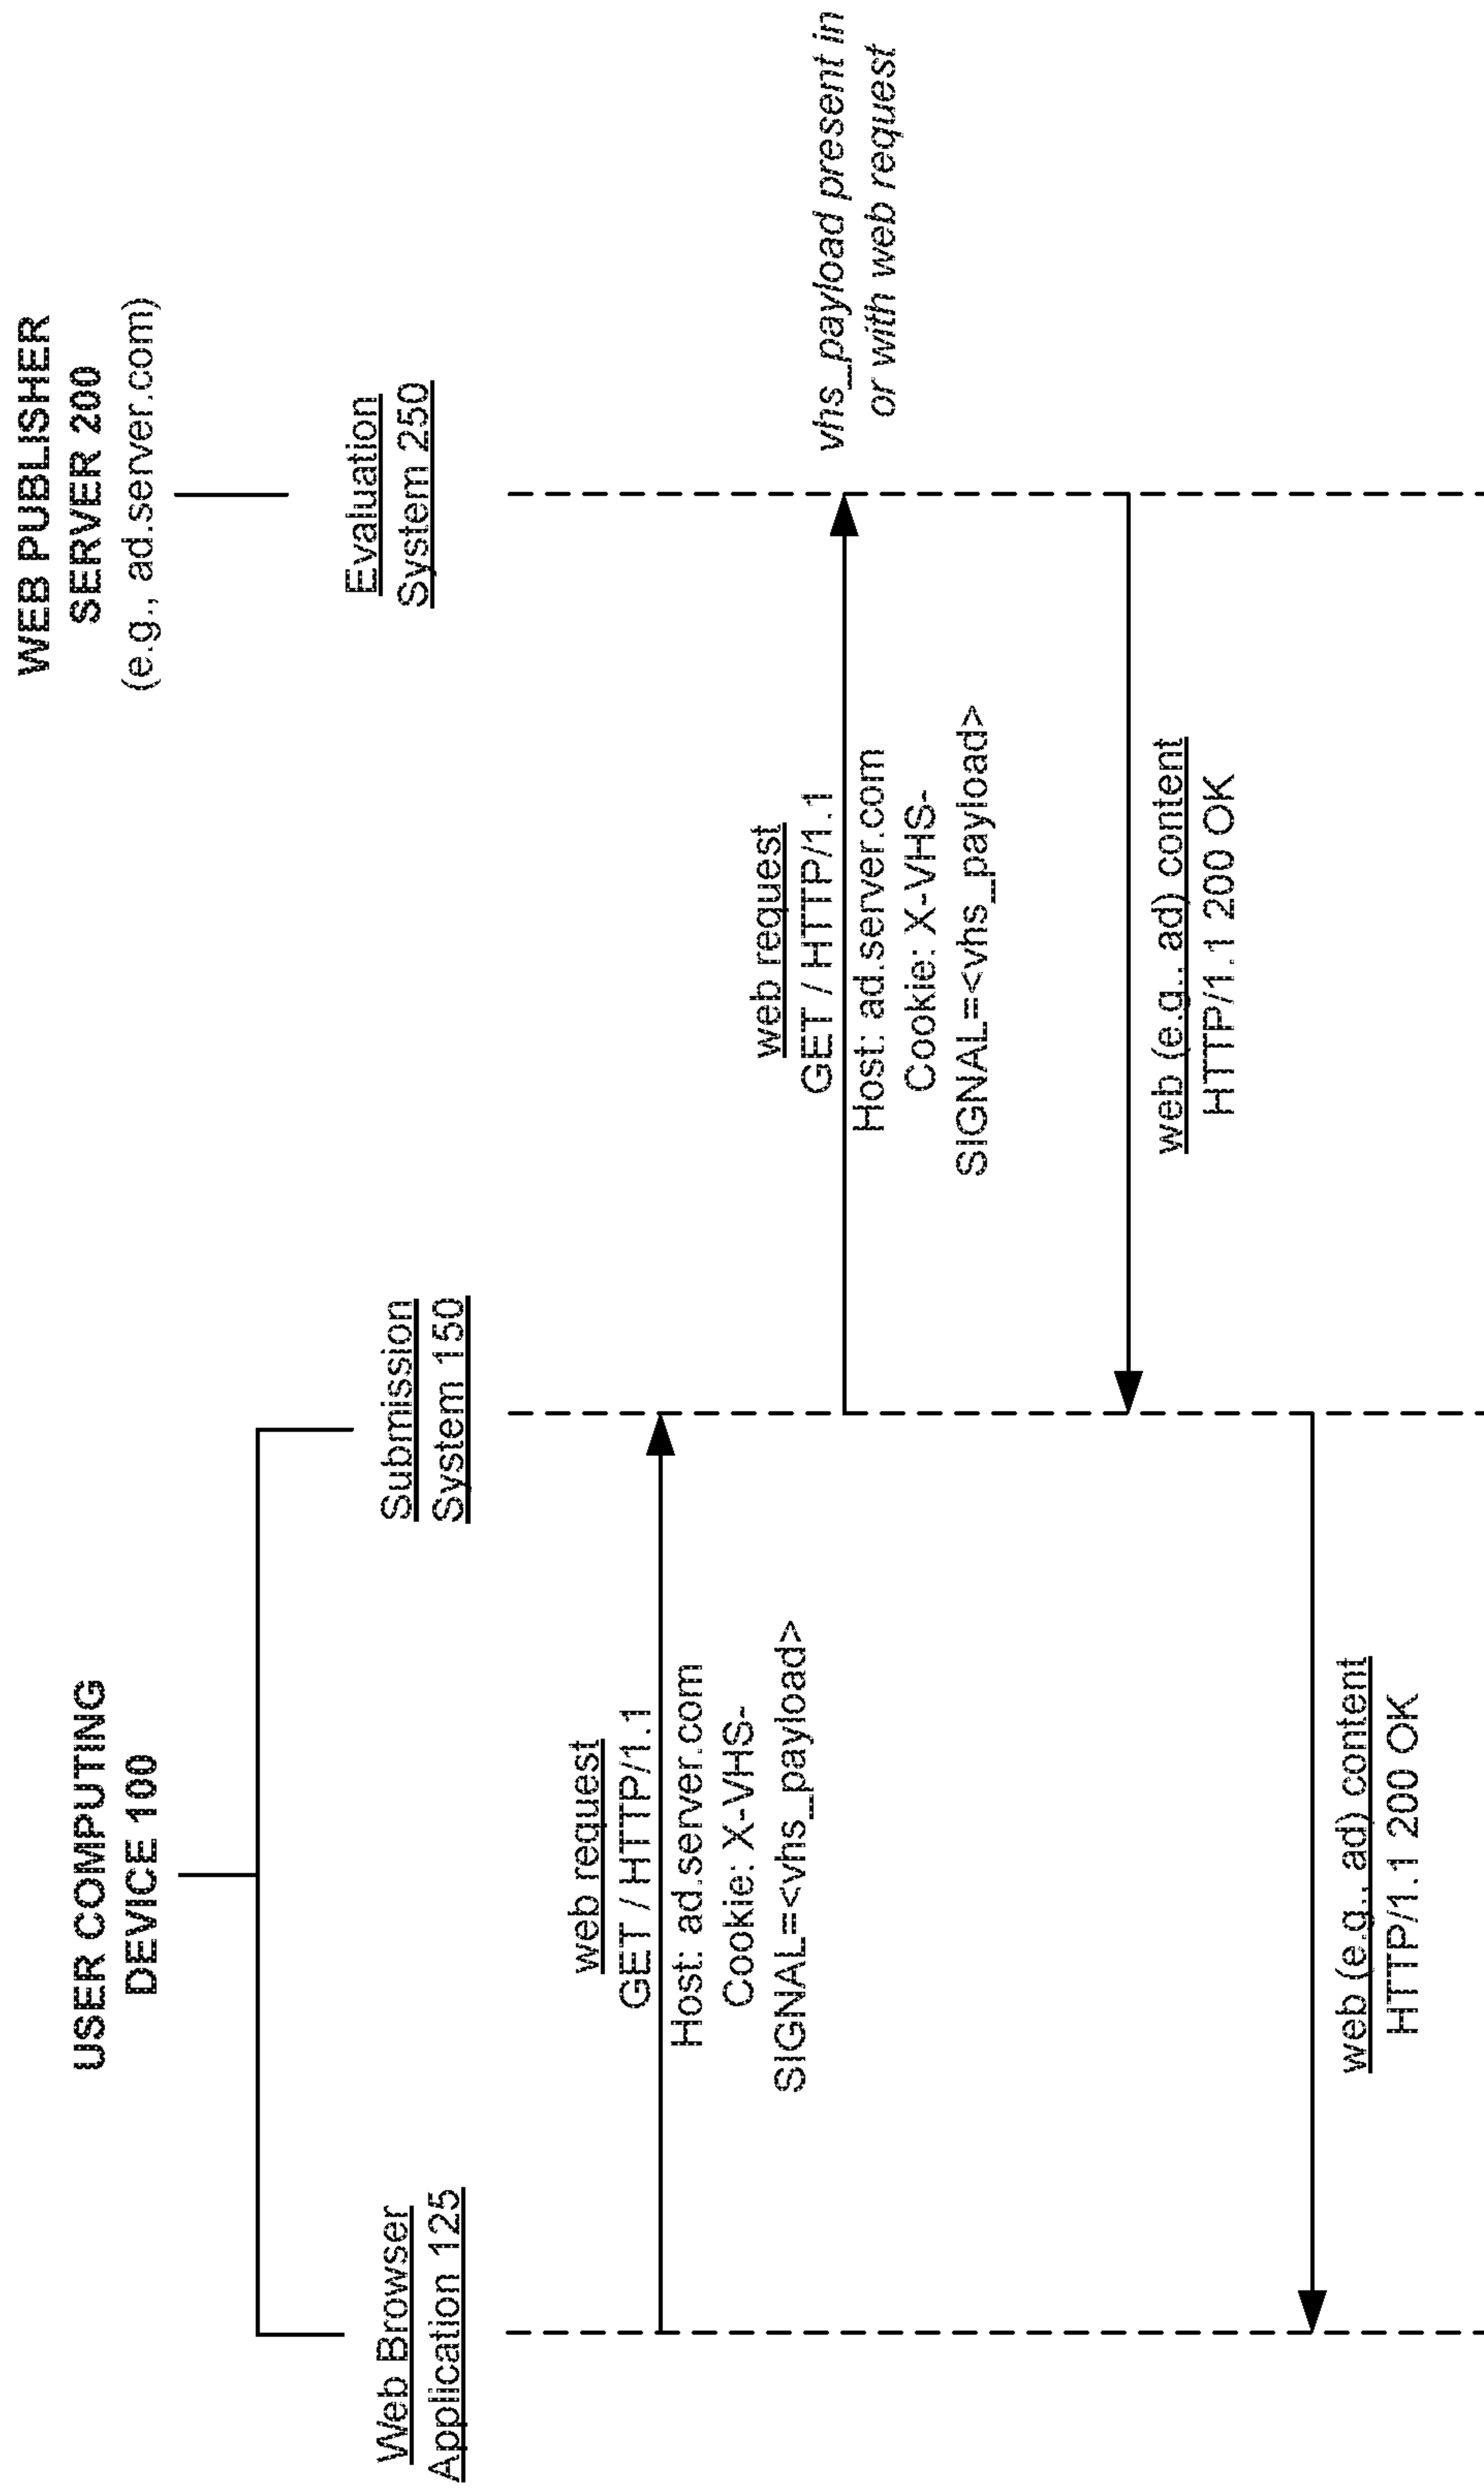 USER COMPUTING
DEVICE 100
WEB PUBLISHER
SERVER 200
(e.g., ad.server.com)
Web Browser
Application 125
Submission
System 150
Evaluation
System 250
web request
GET / HTTP/1.1
Host: ad.server.com
Cookie: X-VHS-
SIGNAL=<vhs_payload>
web request
GET / HTTP/1.1
Host: ad.server.com
Cookie: X-VHS-
SIGNAL=<vhs_payload>
vhs_payload present in
or with web request
web (e.g., ad) content
HTTP/1.1 200 OK
web (e.g., ad) content
HTTP/1.1 200 OK